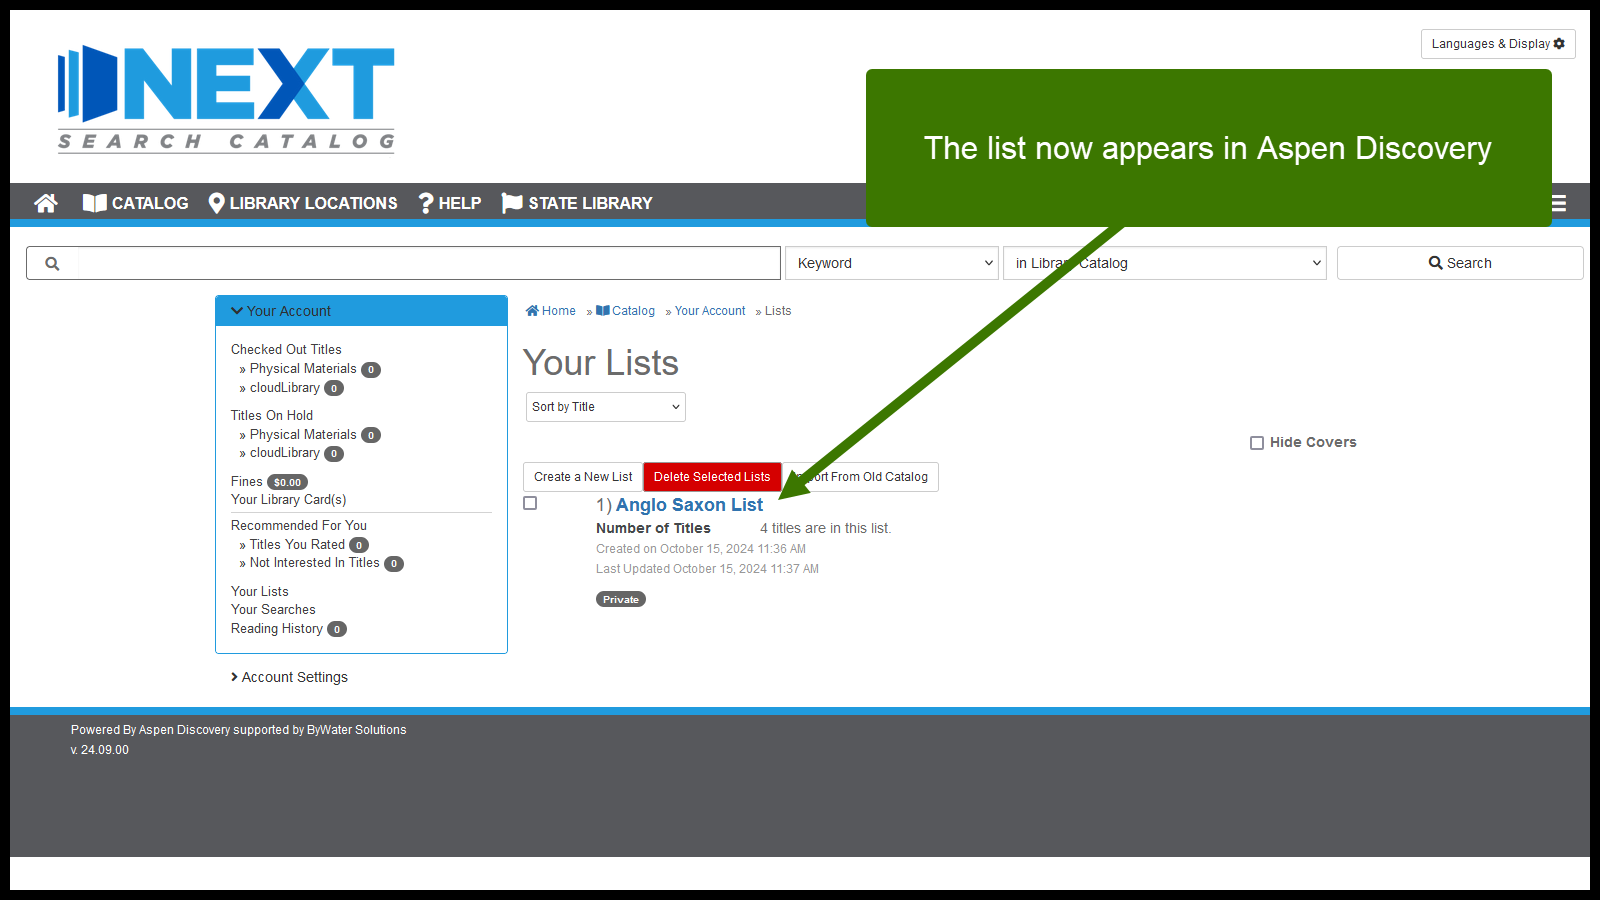 NEXT
SEARCH CATALOG
Languages & Display
The list now appears in Aspen Discovery
CATALOG LIBRARY LOCATIONS HELP STATE LIBRARY
Keyword in Library Catalog Search
Your Account
Home » Catalog » Your Account » Lists
Checked Out Titles
» Physical Materials 0
» cloudLibrary 0
Titles On Hold
» Physical Materials 0
» cloudLibrary 0
Fines $0.00
Your Library Card(s)
Recommended For You
» Titles You Rated 0
» Not Interested In Titles 0
Your Lists
Your Searches
Reading History 0
Account Settings
Your Lists
Sort by Title
Hide Covers
Create a New List Delete Selected Lists From Old Catalog
1) Anglo Saxon List
Number of Titles 4 titles are in this list.
Created on October 15, 2024 11:36 AM
Last Updated October 15, 2024 11:37 AM
Private
Powered By Aspen Discovery supported by ByWater Solutions
v. 24.09.00